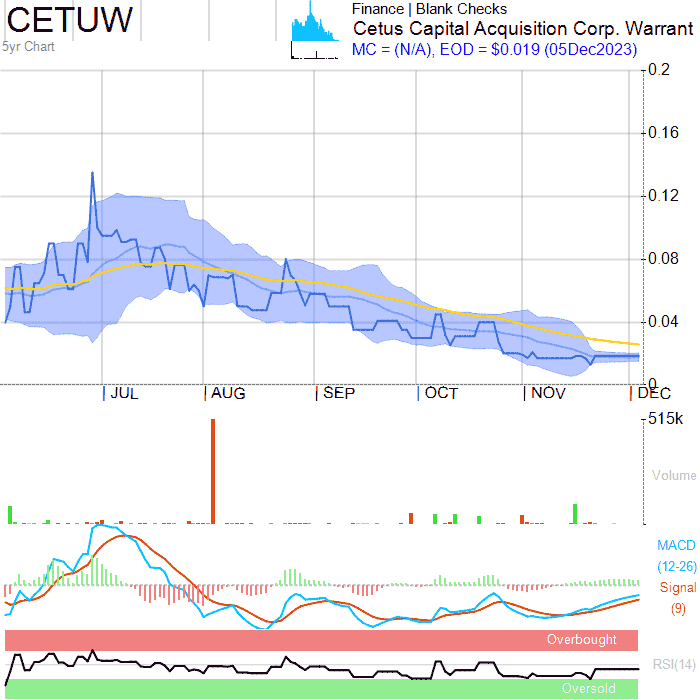 CETUW
5yr Chart
Finance | Blank Checks
Cetus Capital Acquisition Corp. Warrant
MC = (N/A), EOD = $0.019 (05Dec2023)
0.2
0.16
0.12
0.08
0.04
0
JUL AUG SEP OCT NOV DEC
515k
Volume
MACD
(12-26)
Signal
(9)
Overbought
RSI(14)
Oversold